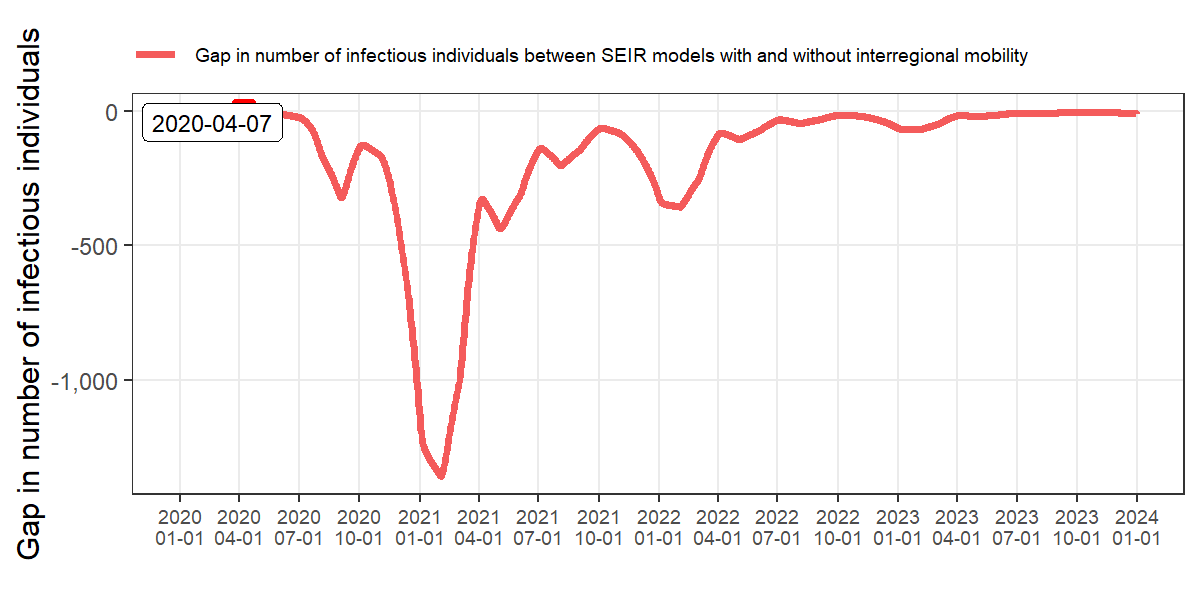 Gap in number of infectious individuals between SEIR models with and without interregional mobility
Gap in number of infectious individuals
0
-500
-1,000
2020-04-07
2020 2020 2020 2020 2021 2021 2021 2021 2022 2022 2022 2022 2023 2023 2023 2023 2024
01-01 04-01 07-01 10-01 01-01 04-01 07-01 10-01 01-01 04-01 07-01 10-01 01-01 04-01 07-01 10-01 01-01